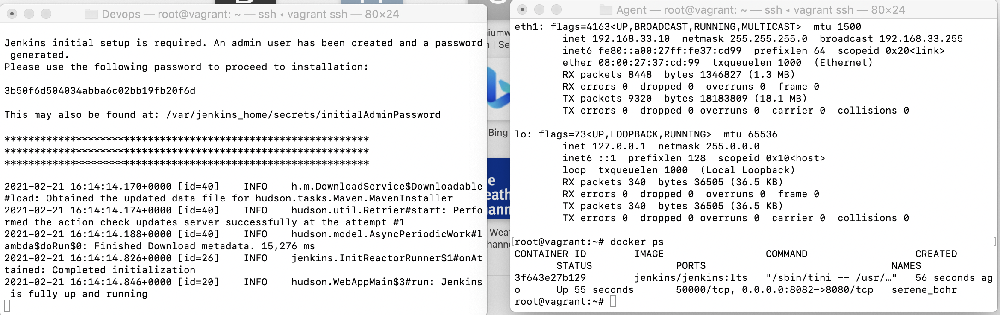 Devops — root@vagrant: ~ — ssh ◂ vagrant ssh — 80×24
Jenkins initial setup is required. An admin user has been created and a password
 generated.
Please use the following password to proceed to installation:
3b50f6d504034abba6c02bb19fb20f6d
This may also be found at: /var/jenkins_home/secrets/initialAdminPassword
*************************************************************
*************************************************************
*************************************************************
2021-02-21 16:14:14.170+0000 [id=40]    INFO    h.m.DownloadService$Downloadable
#load: Obtained the updated data file for hudson.tasks.Maven.MavenInstaller
2021-02-21 16:14:14.174+0000 [id=40]    INFO    hudson.util.Retrier#start: Perfo
rmed the action check updates server successfully at the attempt #1
2021-02-21 16:14:14.188+0000 [id=40]    INFO    hudson.model.AsyncPeriodicWork#l
ambda$doRun$0: Finished Download metadata. 15,276 ms
2021-02-21 16:14:14.826+0000 [id=26]    INFO    jenkins.InitReactorRunner$1#onAt
tained: Completed initialization
2021-02-21 16:14:14.846+0000 [id=20]    INFO    hudson.WebAppMain$3#run: Jenkins
 is fully up and running
Bing
Agent — root@vagrant: ~ — ssh ◂ vagrant ssh — 80×24
eth1: flags=4163<UP,BROADCAST,RUNNING,MULTICAST>  mtu 1500
        inet 192.168.33.10  netmask 255.255.255.0  broadcast 192.168.33.255
        inet6 fe80::a00:27ff:fe37:cd99  prefixlen 64  scopeid 0x20<link>
        ether 08:00:27:37:cd:99  txqueuelen 1000  (Ethernet)
        RX packets 8448  bytes 1346827 (1.3 MB)
        RX errors 0  dropped 0  overruns 0  frame 0
        TX packets 9320  bytes 18183809 (18.1 MB)
        TX errors 0  dropped 0 overruns 0  carrier 0  collisions 0
lo: flags=73<UP,LOOPBACK,RUNNING>  mtu 65536
        inet 127.0.0.1  netmask 255.0.0.0
        inet6 ::1  prefixlen 128  scopeid 0x10<host>
        loop  txqueuelen 1000  (Local Loopback)
        RX packets 340  bytes 36505 (36.5 KB)
        RX errors 0  dropped 0  overruns 0  frame 0
        TX packets 340  bytes 36505 (36.5 KB)
        TX errors 0  dropped 0 overruns 0  carrier 0  collisions 0
[root@vagrant:~# docker ps ]
CONTAINER ID        IMAGE                 COMMAND                  CREATED
       STATUS              PORTS                               NAMES
3f643e27b129        jenkins/jenkins:lts   "/sbin/tini -- /usr/…"   56 seconds ag
o      Up 55 seconds       50000/tcp, 0.0.0.0:8082->8080/tcp   serene_bohr
root@vagrant:~#